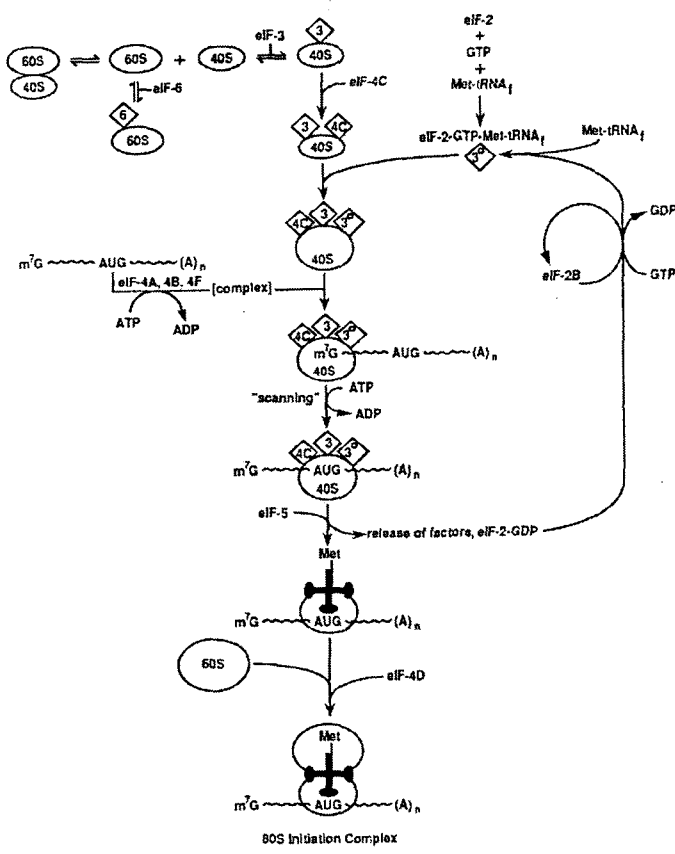 60S
40S
60S + 40S
eIF-3
3
40S
eIF-6
6
60S
eIF-4C
3 4C
40S
eIF-2
+
GTP
+
Met-tRNAf
eIF-2-GTP-Met-tRNAf
Met-tRNAf
GDP
eIF-2B
GTP
4C 3
40S
m⁷G AUG (A)n
eIF-4A, 4B, 4F
[complex]
ATP ADP
4C 3
m⁷G AUG (A)n
40S
"scanning"
ATP
ADP
4C 3
m⁷G AUG (A)n
40S
eIF-5
release of factors, eIF-2-GDP
Met
m⁷G AUG (A)n
60S
eIF-4D
Met
m⁷G AUG (A)n
80S Initiation Complex